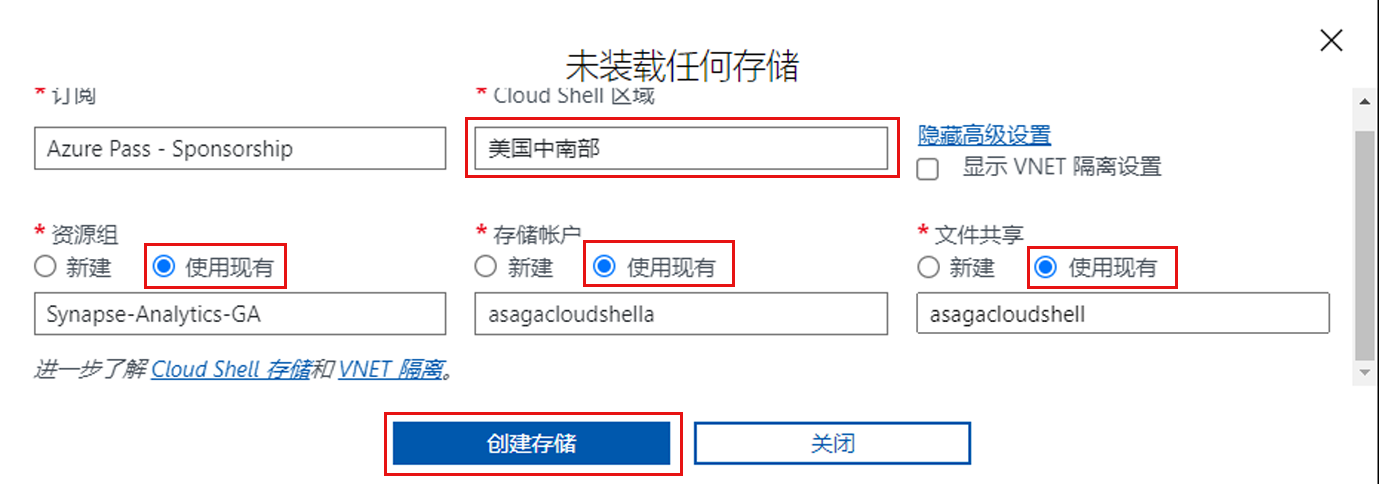 未装载任何存储
* 订阅
* Cloud Shell 区域
Azure Pass - Sponsorship
美国中南部
隐藏高级设置
显示 VNET 隔离设置
* 资源组
* 存储帐户
* 文件共享
新建 使用现有
新建 使用现有
新建 使用现有
Synapse-Analytics-GA
asagacloudshella
asagacloudshell
进一步了解 Cloud Shell 存储和 VNET 隔离。
创建存储
关闭